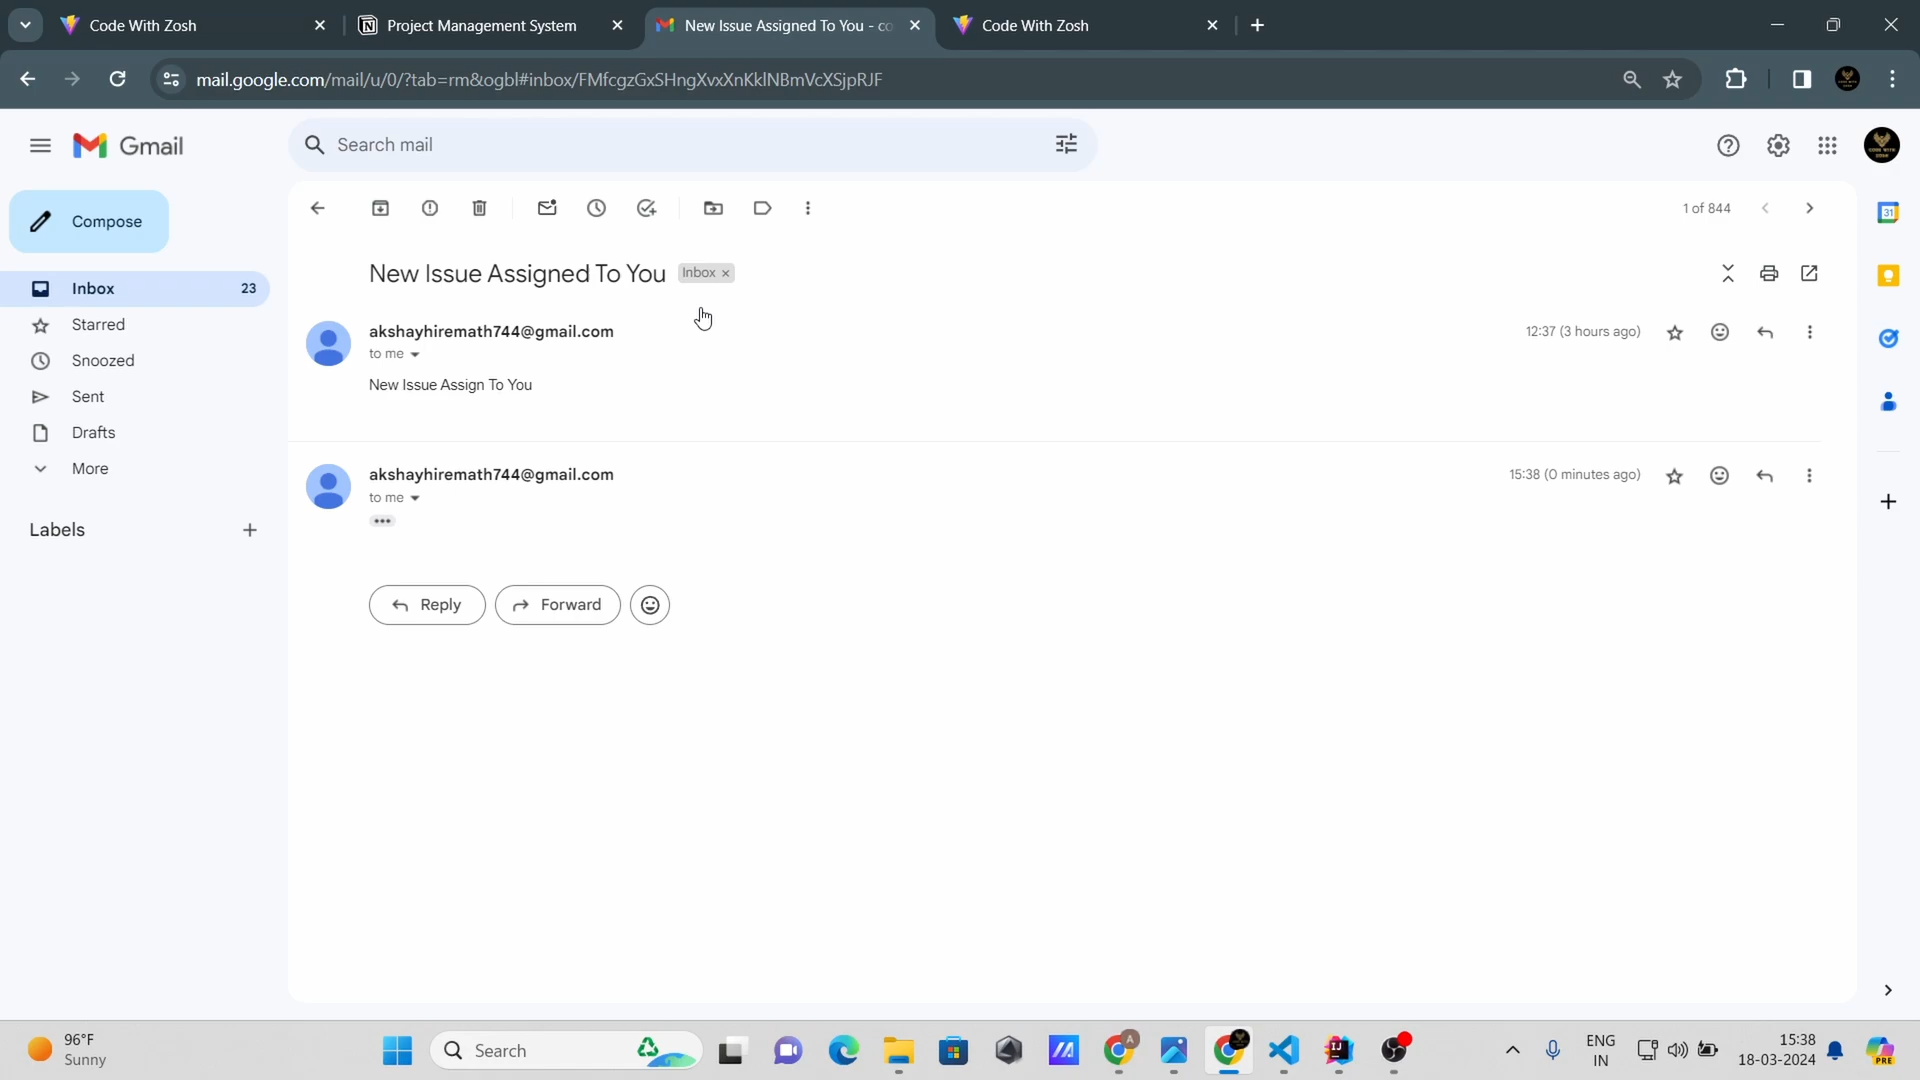 Code With Zosh
Project Management System
New Issue Assigned To You - co
Code With Zosh
mail.google.com/mail/u/0/?tab=rm&ogbl#inbox/FMfcgzGxSHngXvxXnKklNBmVcXSjpRJF
Gmail
Search mail
Compose
1 of 844
31
New Issue Assigned To You
Inbox ×
Inbox
23
Starred
Snoozed
Sent
Drafts
More
Labels
akshayhiremath744@gmail.com
12:37 (3 hours ago)
to me
New Issue Assign To You
akshayhiremath744@gmail.com
15:38 (0 minutes ago)
to me
Reply
Forward
96°F
Sunny
Search
A
ENG
IN
15:38
18-03-2024
PRE